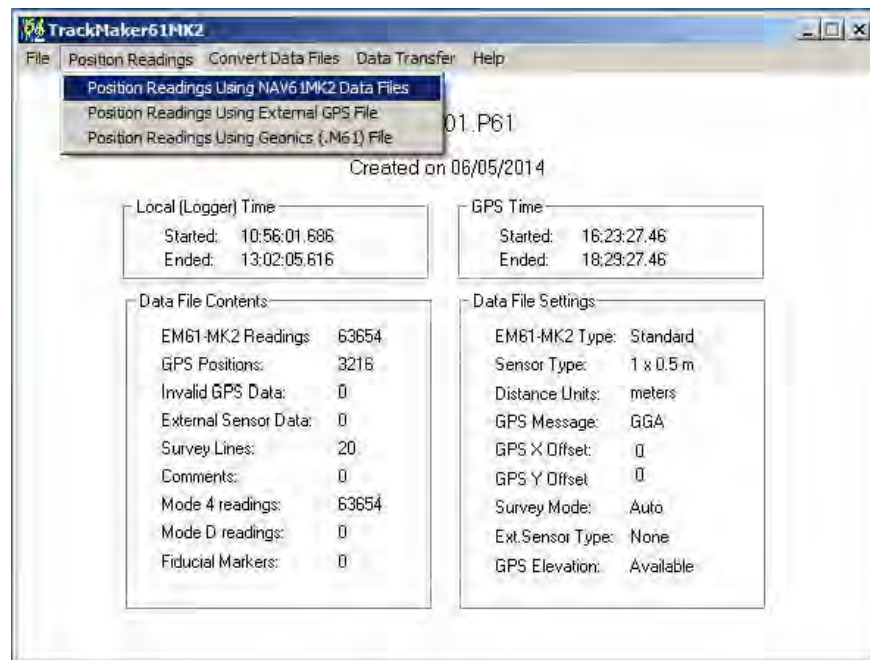 TrackMaker61MK2
File Position Readings Convert Data Files Data Transfer Help
Position Readings Using NAV61MK2 Data Files
Position Readings Using External GPS File
Position Readings Using Geonics (.M61) File
01.P61
Created on 06/05/2014
Local (Logger) Time
Started: 10:56:01.686
Ended: 13:02:05.616
GPS Time
Started: 16:23:27.46
Ended: 18:29:27.46
Data File Contents
EM61-MK2 Readings 63654
GPS Positions: 3216
Invalid GPS Data: 0
External Sensor Data: 0
Survey Lines: 20
Comments: 0
Mode 4 readings: 63654
Mode D readings: 0
Fiducial Markers: 0
Data File Settings
EM61-MK2 Type: Standard
Sensor Type: 1 x 0.5 m
Distance Units: meters
GPS Message: GGA
GPS X Offset: 0
GPS Y Offset 0
Survey Mode: Auto
Ext.Sensor Type: None
GPS Elevation: Available